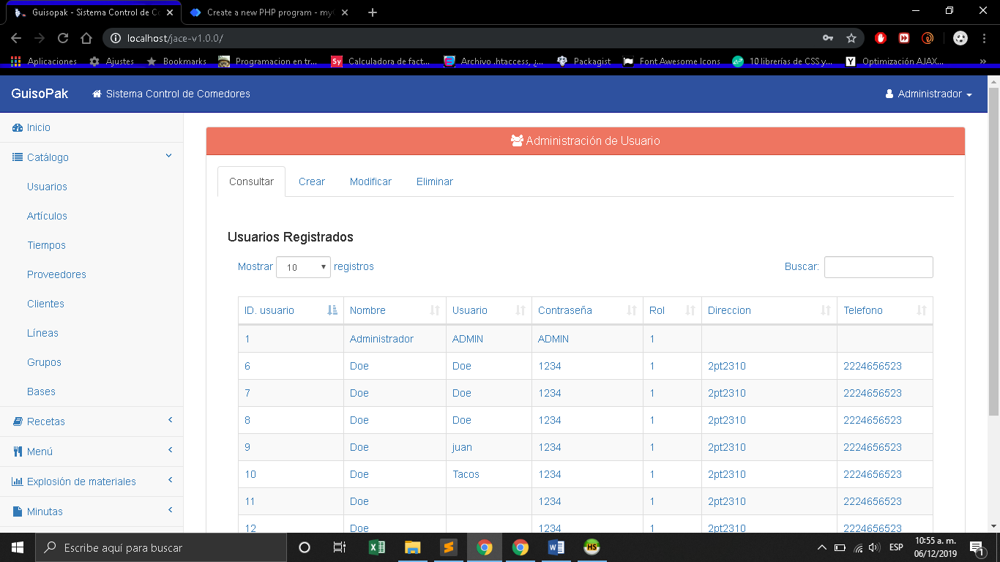 Guisopak - Sistema Control de Co
Create a new PHP program - my
localhost/jace-v1.0.0/
Aplicaciones
Ajustes
Bookmarks
Programacion en tr...
Sy
Calculadora de fact...
Archivo .htaccess, ¿...
Packagist
Font Awesome Icons
10 librerías de CSS y...
Y
Optimización AJAX...
»
GuisoPak
Sistema Control de Comedores
Administrador
Inicio
Catálogo
Usuarios
Artículos
Tiempos
Proveedores
Clientes
Líneas
Grupos
Bases
Recetas
Menú
Explosión de materiales
Minutas
Administración de Usuario
Consultar Crear Modificar Eliminar
Usuarios Registrados
Mostrar 10 registros
Buscar:
ID. usuario Nombre Usuario Contraseña Rol Direccion Telefono
1 Administrador ADMIN ADMIN 1
6 Doe Doe 1234 1 2pt2310 2224656523
7 Doe Doe 1234 1 2pt2310 2224656523
8 Doe Doe 1234 1 2pt2310 2224656523
9 Doe juan 1234 1 2pt2310 2224656523
10 Doe Tacos 1234 1 2pt2310 2224656523
11 Doe 1234 1 2pt2310 2224656523
12 Doe 1234 1 2pt2310 2224656523
Escribe aquí para buscar
HS
ESP
10:55 a. m.
06/12/2019
1